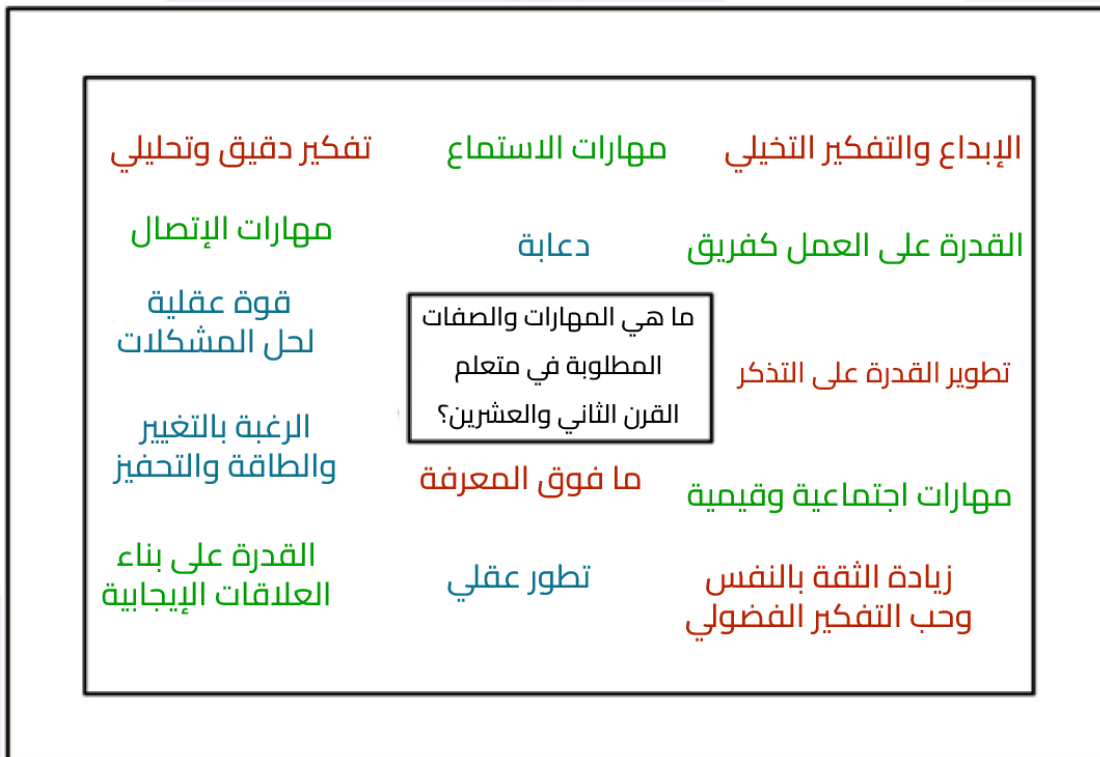 الإبداع والتفكير التخيلي
مهارات الاستماع
تفكير دقيق وتحليلي
القدرة على العمل كفريق
دعابة
مهارات الإتصال
قوة عقلية
لحل المشكلات
ما هي المهارات والصفات
المطلوبة في متعلم
القرن الثاني والعشرين؟
تطوير القدرة على التذكر
الرغبة بالتغيير
والطاقة والتحفيز
ما فوق المعرفة
مهارات اجتماعية وقيمية
القدرة على بناء
العلاقات الإيجابية
تطور عقلي
زيادة الثقة بالنفس
وحب التفكير الفضولي